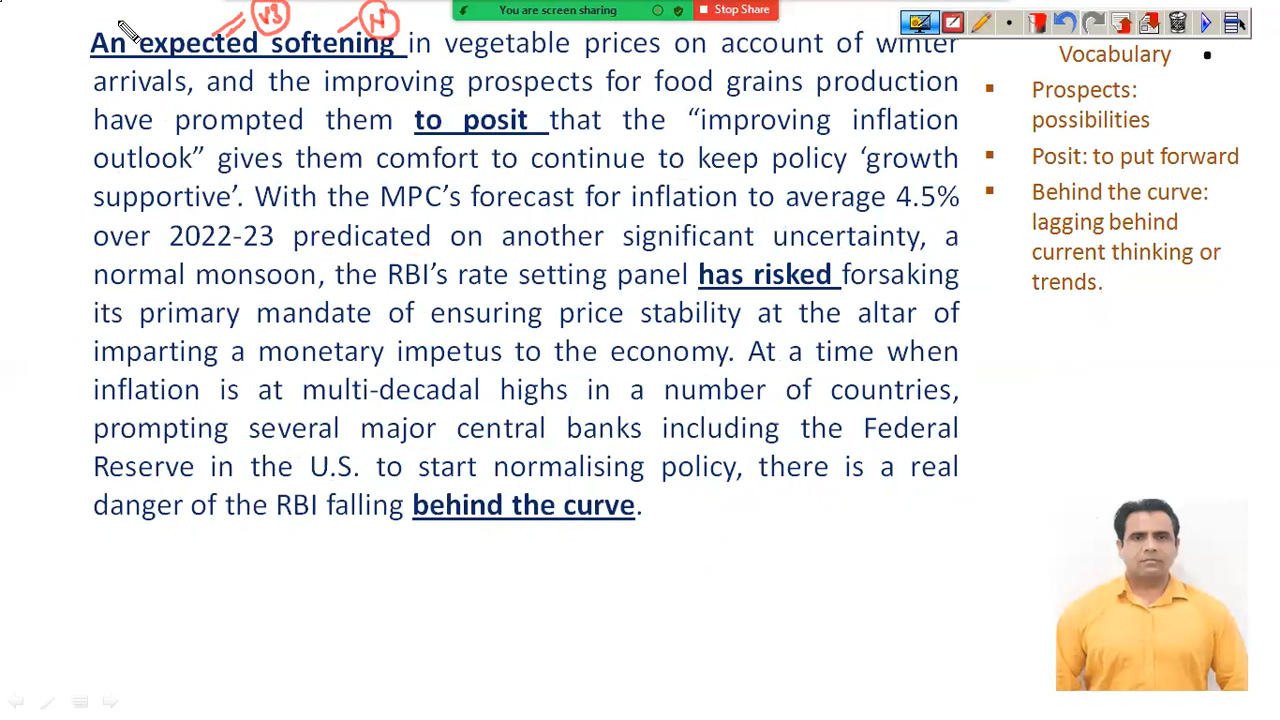 V3 N
You are screen sharing Stop Share
An expected softening in vegetable prices on account of winter
arrivals, and the improving prospects for food grains production
have prompted them to posit that the “improving inflation
outlook” gives them comfort to continue to keep policy ‘growth
supportive’. With the MPC’s forecast for inflation to average 4.5%
over 2022-23 predicated on another significant uncertainty, a
normal monsoon, the RBI’s rate setting panel has risked forsaking
its primary mandate of ensuring price stability at the altar of
imparting a monetary impetus to the economy. At a time when
inflation is at multi-decadal highs in a number of countries,
prompting several major central banks including the Federal
Reserve in the U.S. to start normalising policy, there is a real
danger of the RBI falling behind the curve.
Vocabulary
Prospects:
possibilities
Posit: to put forward
Behind the curve:
lagging behind
current thinking or
trends.